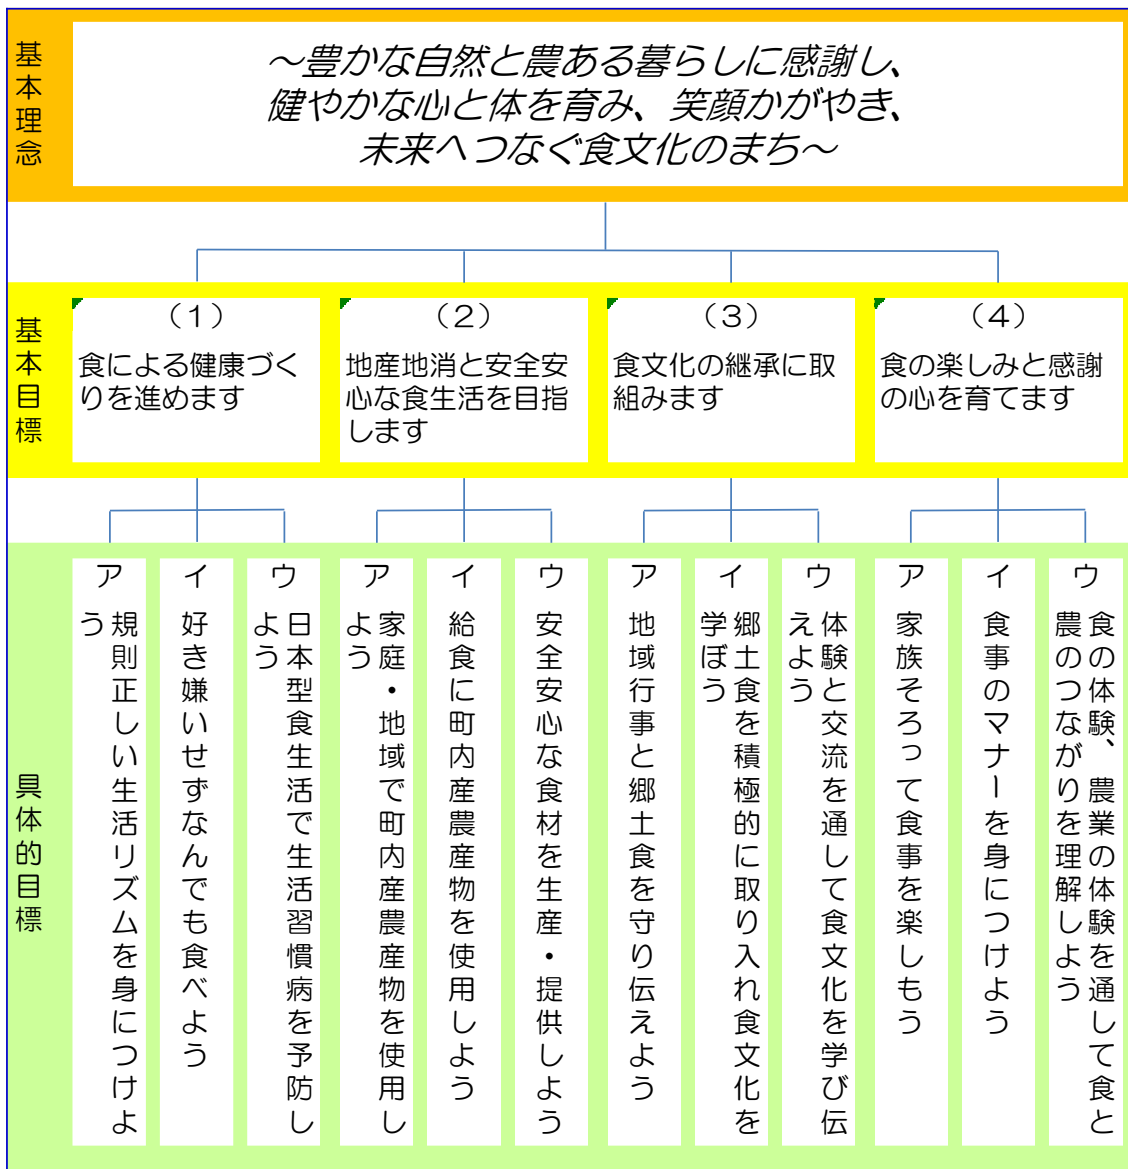 基本理念
～豊かな自然と農ある暮らしに感謝し、
健やかな心と体を育み、笑顔かがやき、
未来へつなぐ食文化のまち～
基本目標
（1）
食による健康づく
りを進めます
（2）
地産地消と安全安
心な食生活を目指
します
（3）
食文化の継承に取
組みます
（4）
食の楽しみと感謝
の心を育てます
具体的目標
ア
規則正しい生活リズムを身につけよ
う
イ
好き嫌いせずなんでも食べよう
ウ
日本型食生活で生活習慣病を予防し
よう
ア
家庭・地域で町内産農産物を使用し
よう
イ
給食に町内産農産物を使用しよう
ウ
安全安心な食材を生産・提供しよう
ア
地域行事と郷土食を守り伝えよう
イ
郷土食を積極的に取り入れ食文化を
学ぼう
ウ
体験と交流を通して食文化を学び伝
えよう
ア
家族そろって食事を楽しもう
イ
食事のマナーを身につけよう
ウ
食の体験、農業の体験を通して食と
農のつながりを理解しよう